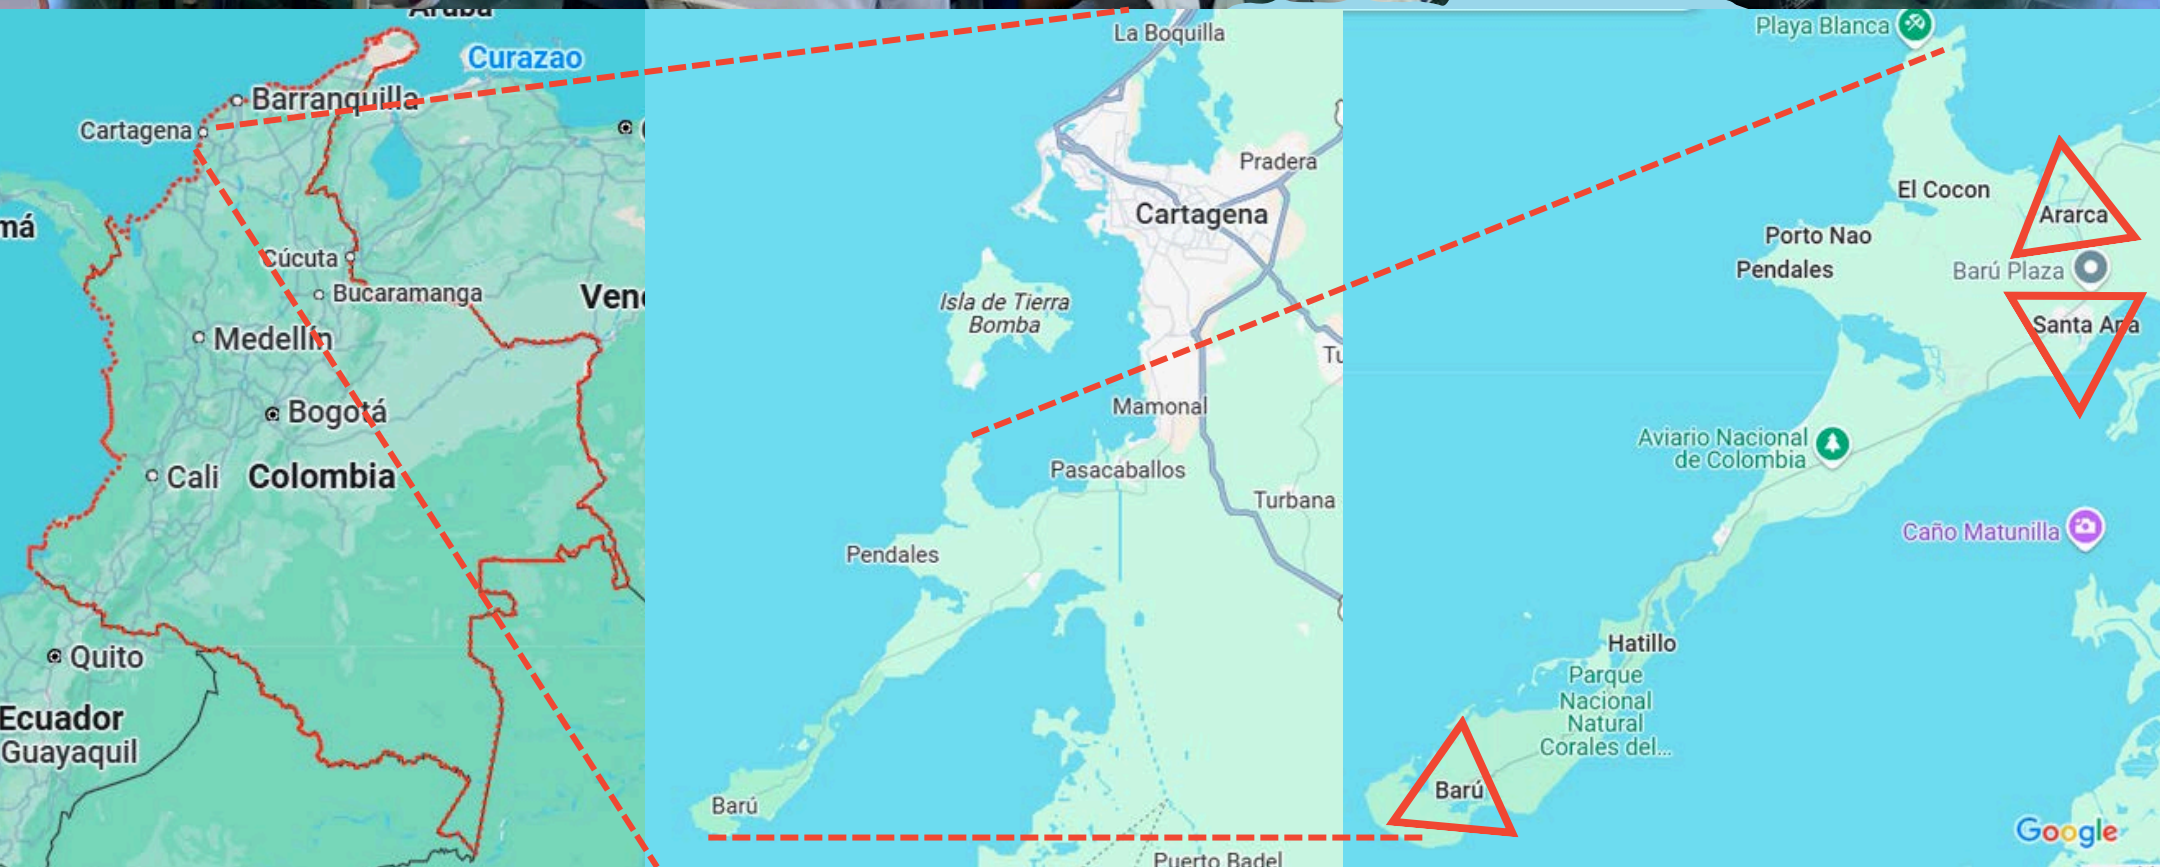 Aruba
Curazao
Barranquilla
Cartagena
má
Cúcuta
Bucaramanga
Ven
Medellín
Bogotá
Cali
Colombia
Quito
Ecuador
Guayaquil
La Boquilla
Pradera
Cartagena
Isla de Tierra
Bomba
Tu
Mamonal
Pasacaballos
Turbana
Pendales
Barú
Puerto Badel
Playa Blanca
El Cocon
Ararca
Porto Nao
Pendales
Barú Plaza
Santa Ana
Aviario Nacional
de Colombia
Caño Matunilla
Hatillo
Parque
Nacional
Natural
Corales del...
Barú
Google